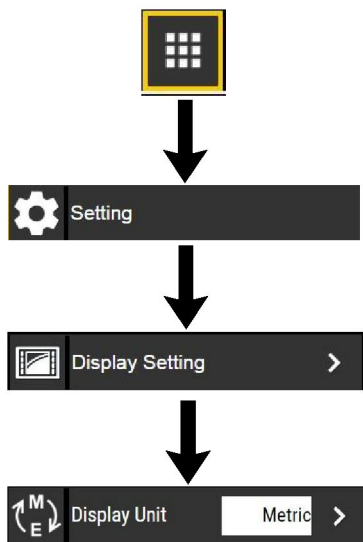 Setting
Display Setting
M
E
Display Unit Metric